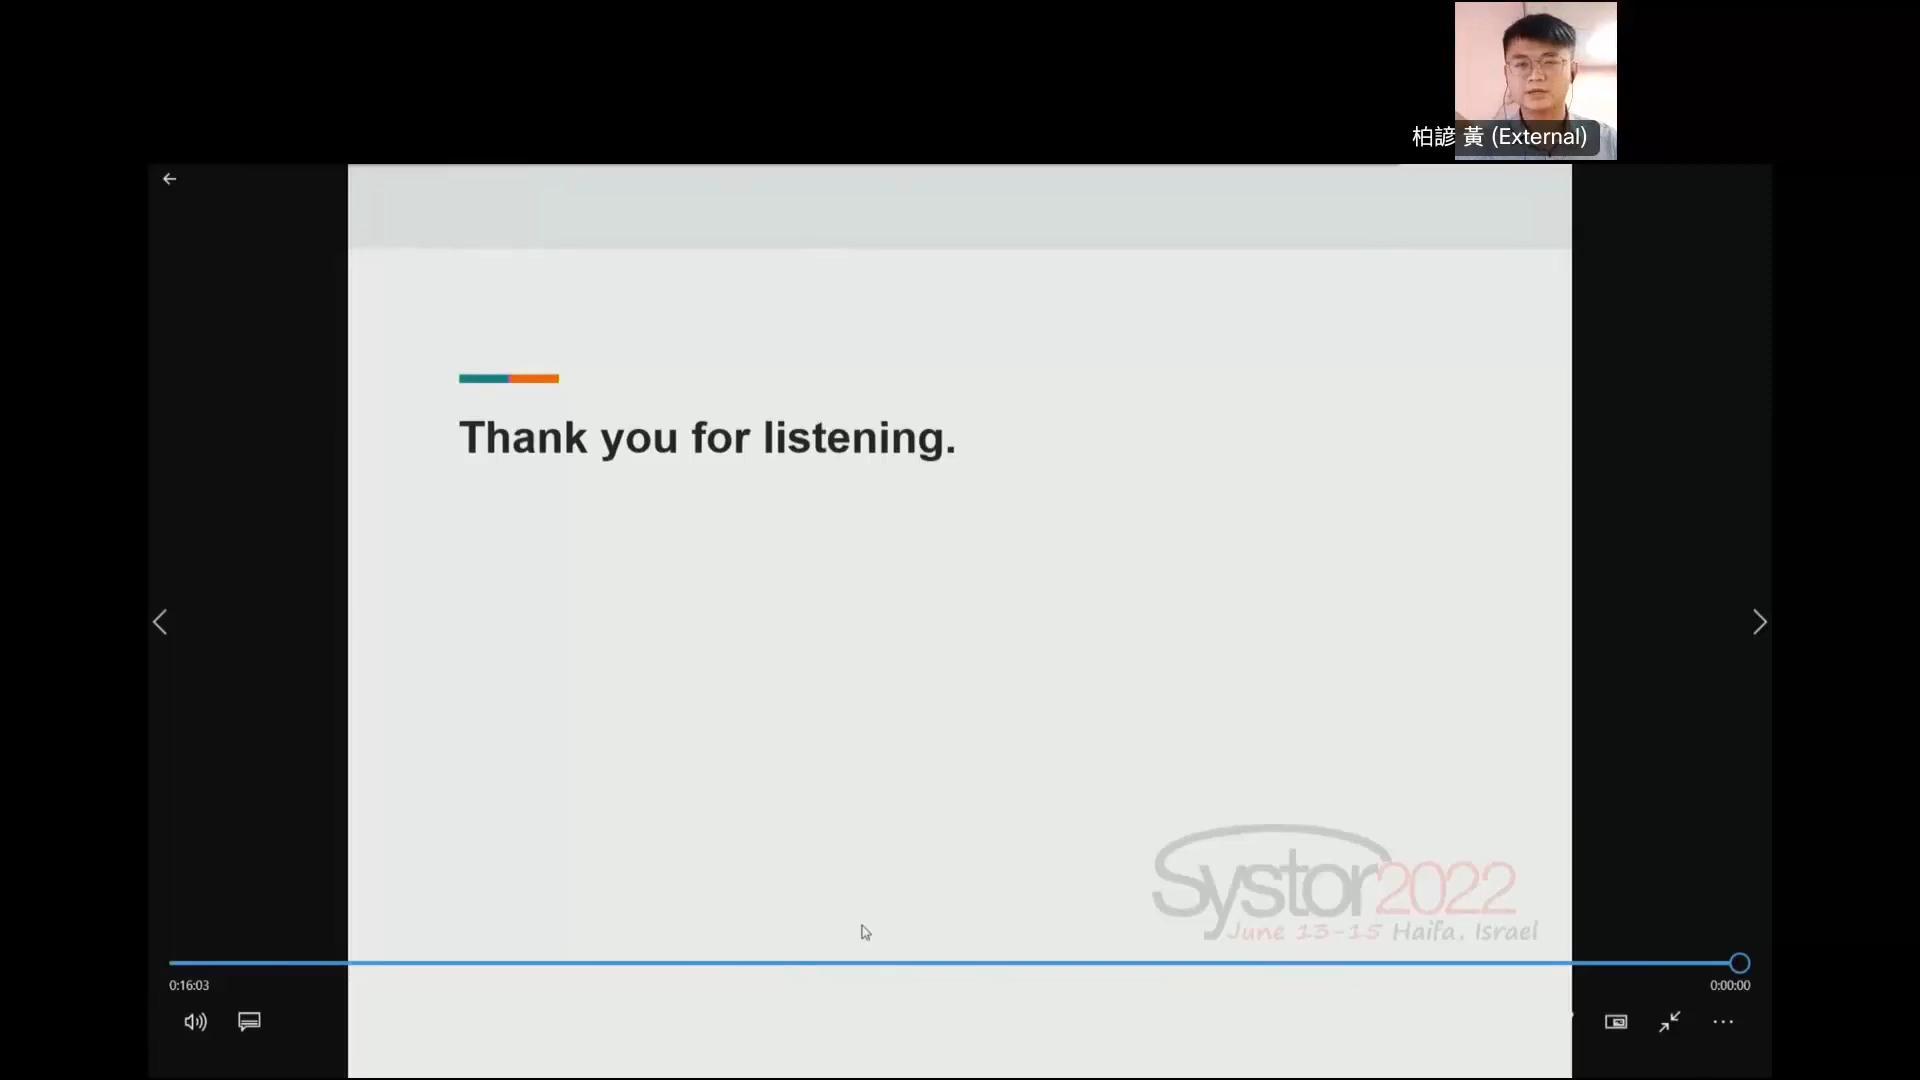 柏諺 黃 (External)
Thank you for listening.
Systor2022
June 13-15 Haifa, Israel
0:16:03
0:00:00